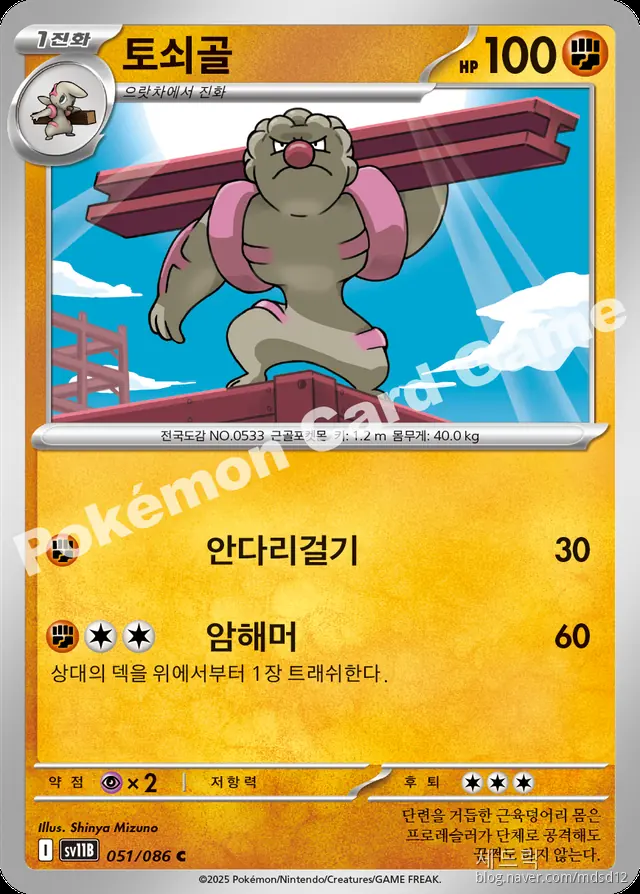 1진화
토쇠골
HP 100
으랏차에서 진화
Pokémon Card Game
전국도감 NO.0533 근골포켓몬 키: 1.2 m 몸무게: 40.0 kg
안다리걸기 30
암해머 60
상대의 덱을 위에서부터 1장 트래쉬한다.
약점 ×2 저항력 후퇴
Illus. Shinya Mizuno
단련을 거듭한 근육덩어리 몸은
프로레슬러가 단체로 공격해도
않는다.
I sv11B 051/086 C
©2025 Pokémon/Nintendo/Creatures/GAME FREAK.
blog.naver.com/mdsd12